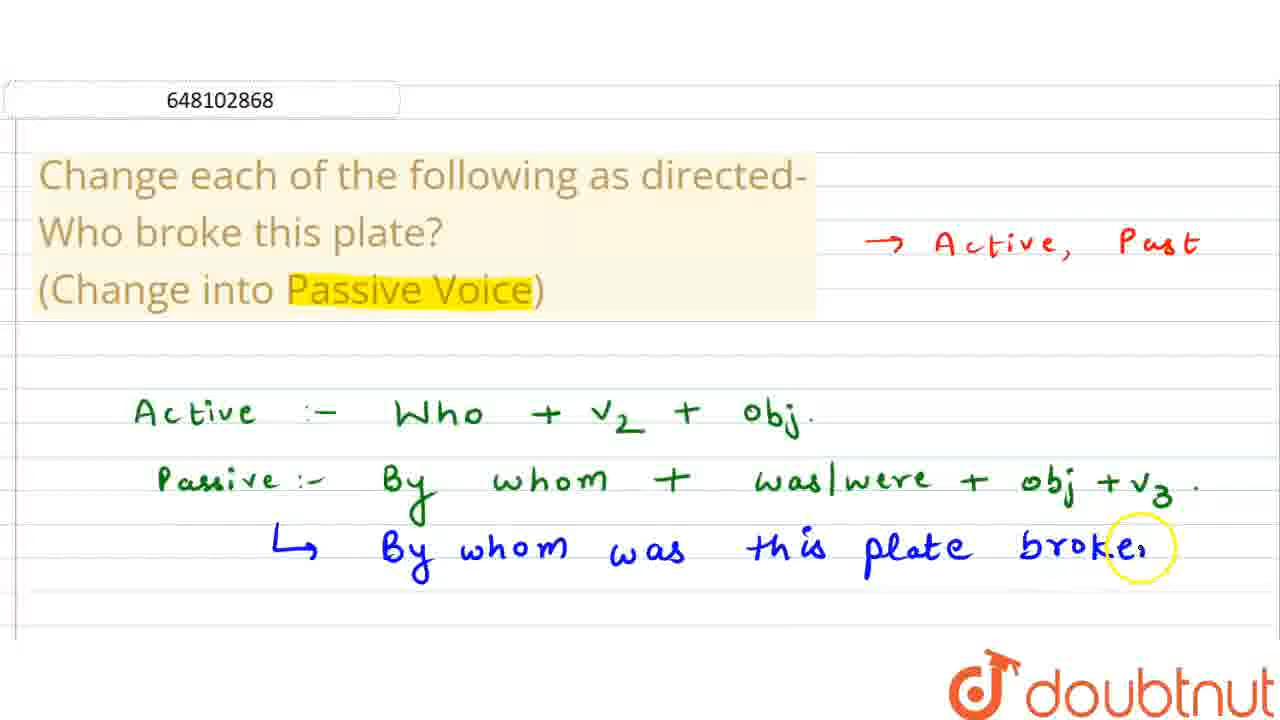 648102868
Change each of the following as directed-
Who broke this plate?
(Change into Passive Voice)
→ Active, Past
Active :- Who + V2 + obj.
Passive :- By whom + was/were + obj + V3.
↳ By whom was this plate broke
doubtnut